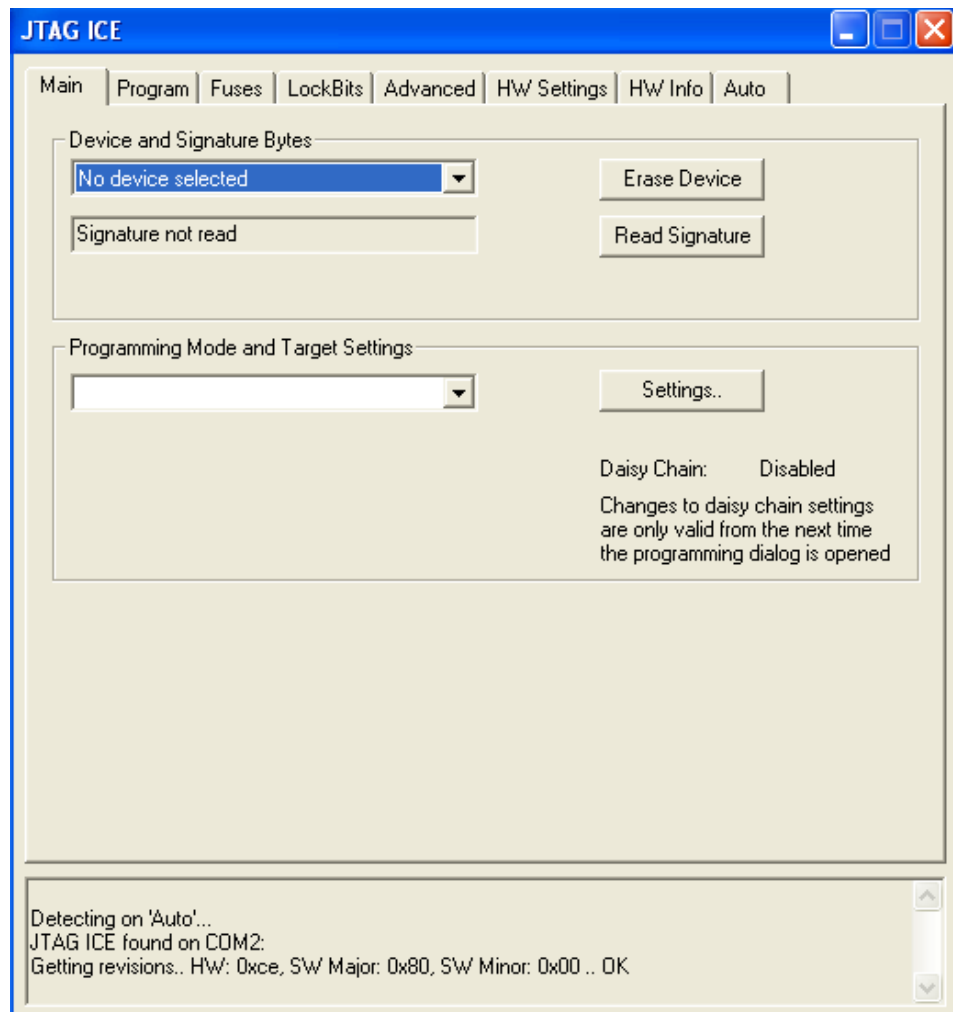 JTAG ICE
Main Program Fuses LockBits Advanced HW Settings HW Info Auto
Device and Signature Bytes
No device selected
Erase Device
Signature not read
Read Signature
Programming Mode and Target Settings
Settings..
Daisy Chain: Disabled
Changes to daisy chain settings
are only valid from the next time
the programming dialog is opened
Detecting on 'Auto'...
JTAG ICE found on COM2:
Getting revisions.. HW: 0xce, SW Major: 0x80, SW Minor: 0x00 .. OK